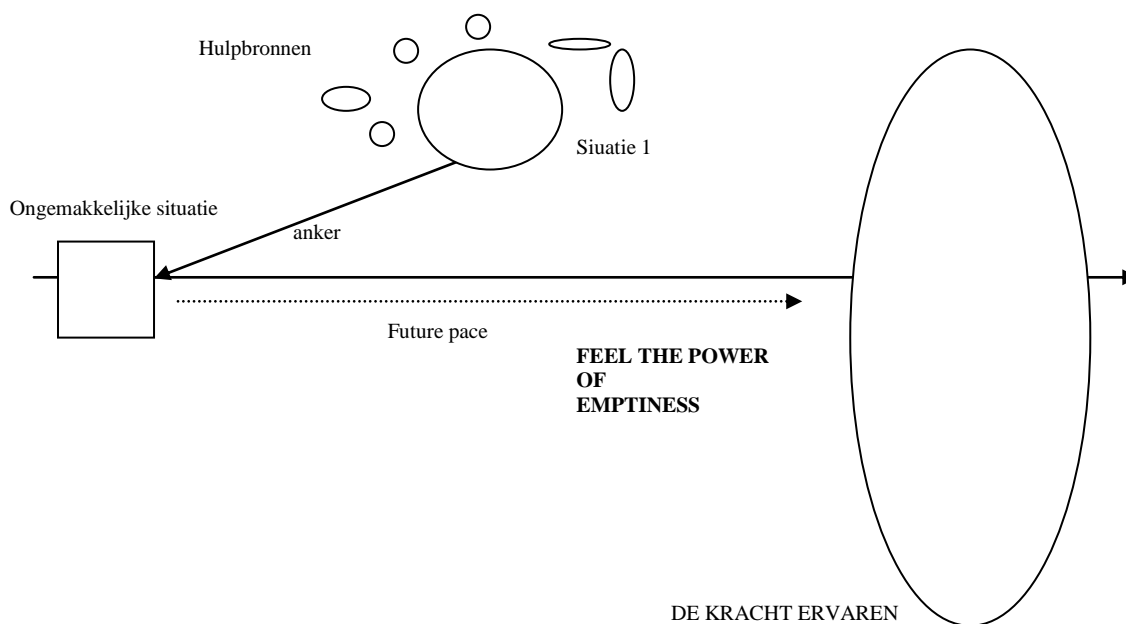 Hulpbronnen
Siuatie 1
Ongemakkelijke situatie
anker
Future pace
FEEL THE POWER
OF
EMPTINESS
DE KRACHT ERVAREN